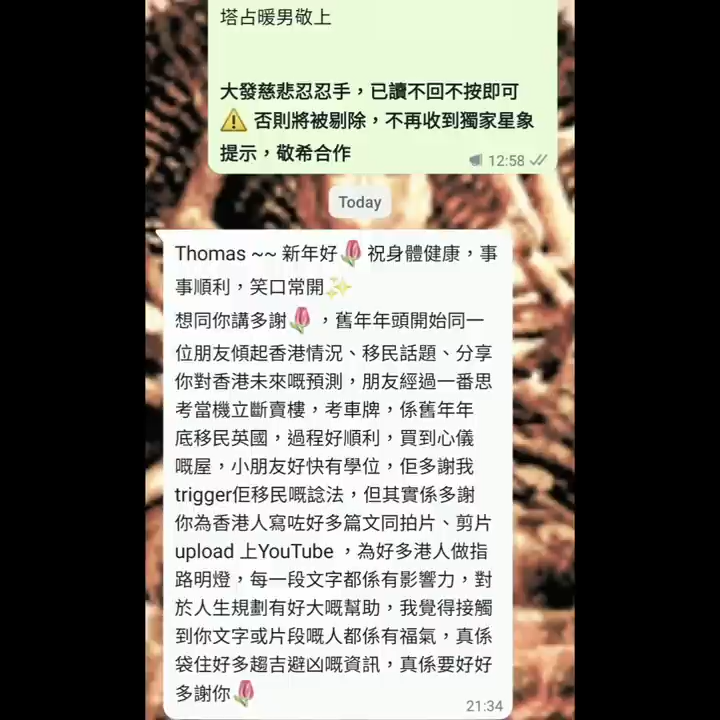 塔占暖男敬上
大發慈悲忍忍手，已讀不回不按即可
⚠️ 否則將被剔除，不再收到獨家星象
提示，敬希合作
12:58
Today
Thomas ~~ 新年好🌷 祝身體健康，事
事順利，笑口常開✨
想同你講多謝🌷，舊年年頭開始同一
位朋友傾起香港情況、移民話題、分享
你對香港未來嘅預測，朋友經過一番思
考當機立斷賣樓，考車牌，係舊年年
底移民英國，過程好順利，買到心儀
嘅屋，小朋友好快有學位，佢多謝我
trigger佢移民嘅諗法，但其實係多謝
你為香港人寫咗好多篇文同拍片、剪片
upload 上YouTube ，為好多港人做指
路明燈，每一段文字都係有影響力，對
於人生規劃有好大嘅幫助，我覺得接觸
到你文字或片段嘅人都係有福氣，真係
袋住好多趨吉避凶嘅資訊，真係要好好
多謝你🌷
21:34